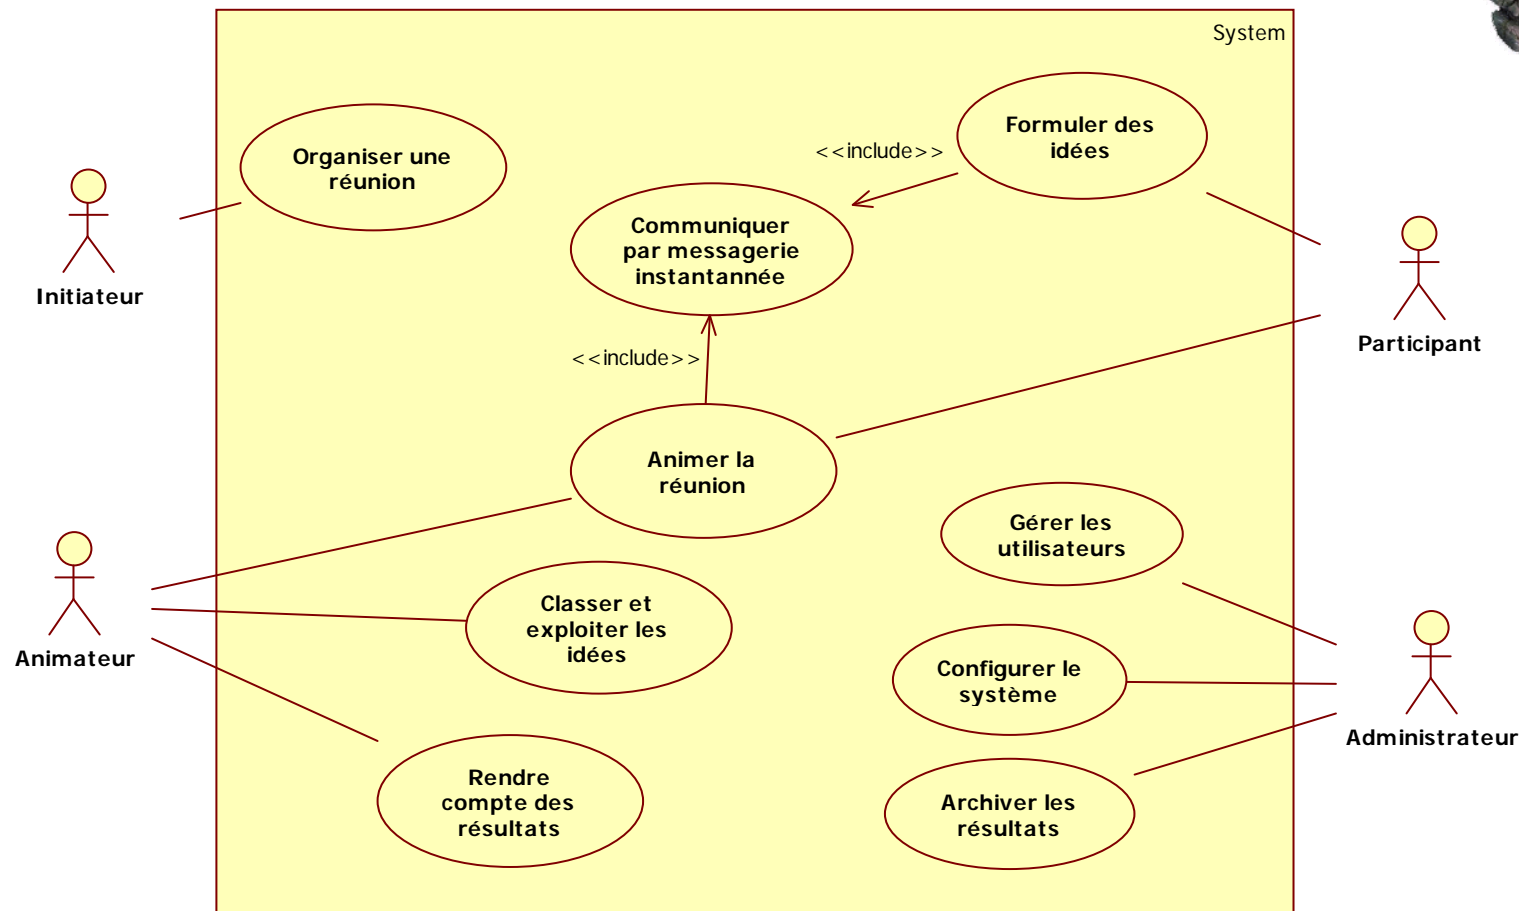 System
Formuler des
idées
<<include>>
Organiser une
réunion
Communiquer
par messagerie
instantannée
Initiateur
Participant
<<include>>
Animer la
réunion
Gérer les
utilisateurs
Classer et
exploiter les
idées
Animateur
Configurer le
système
Administrateur
Rendre
compte des
résultats
Archiver les
résultats